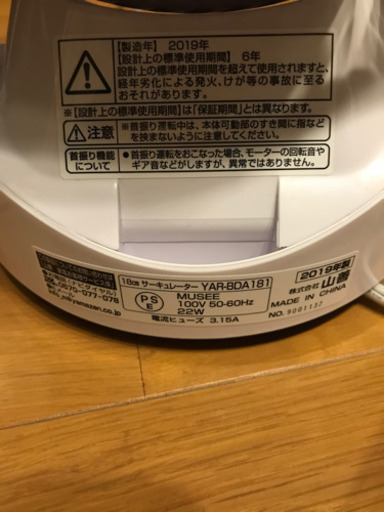 【製造年】 2019年
【設計上の標準使用期間】 6年
設計上の標準使用期間を超えて使用されますと、
経年劣化による発火、けが等の事故に至る
おそれがあります。
※【設計上の標準使用期間】は「保証期間」とは異なります。
注意
※首振り運転中は、本体可動部のすき間に指など
を挟まないように注意してください。
首振り機能
について
※首振り運転をおこなった場合、モーターの回転音や
ギア音などがしますが、異常ではありません。
18cm サーキュレーター YAR-BDA181
PS
E
MUSEE
100V 50-60Hz
22W
電流ヒューズ 3.15A
2019年製
株式会社 山善
MADE IN CHINA
NO. 9001132
(ナビダイヤル)
0570-077-078
yamazen.co.jp